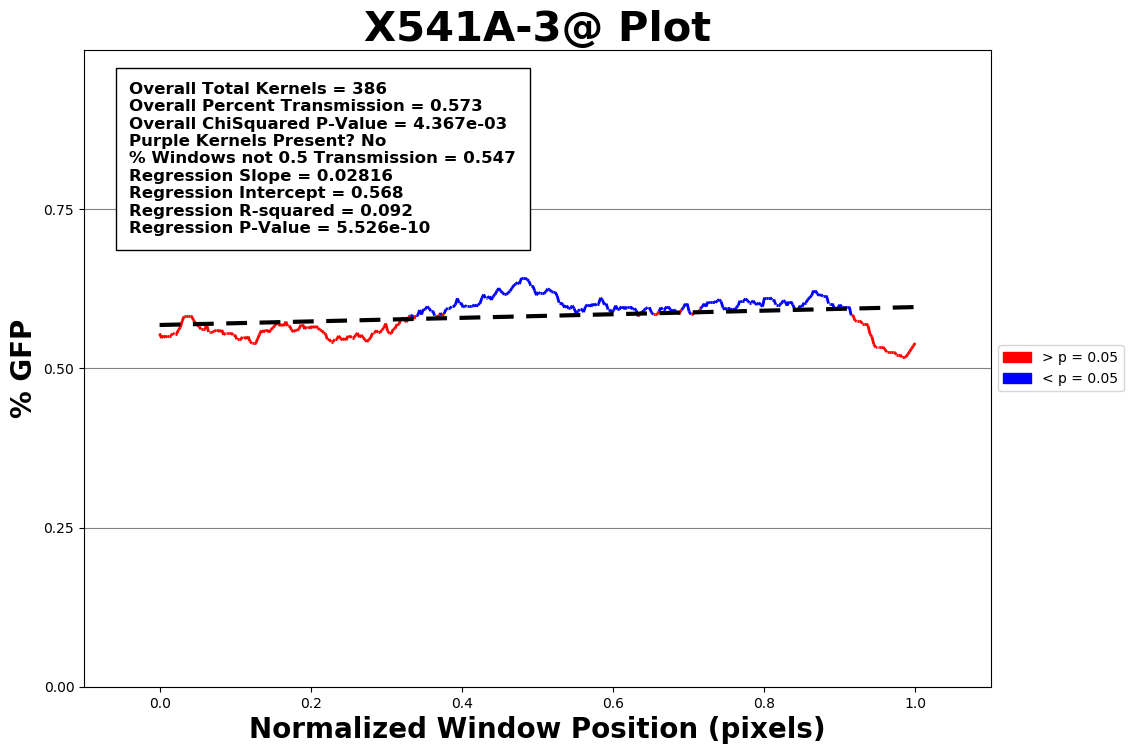 X541A-3@ Plot
Overall Total Kernels = 386
Overall Percent Transmission = 0.573
Overall ChiSquared P-Value = 4.367e-03
Purple Kernels Present? No
% Windows not 0.5 Transmission = 0.547
Regression Slope = 0.02816
Regression Intercept = 0.568
Regression R-squared = 0.092
Regression P-Value = 5.526e-10
% GFP
0.75
0.50
0.25
0.00
> p = 0.05
< p = 0.05
0.0 0.2 0.4 0.6 0.8 1.0
Normalized Window Position (pixels)